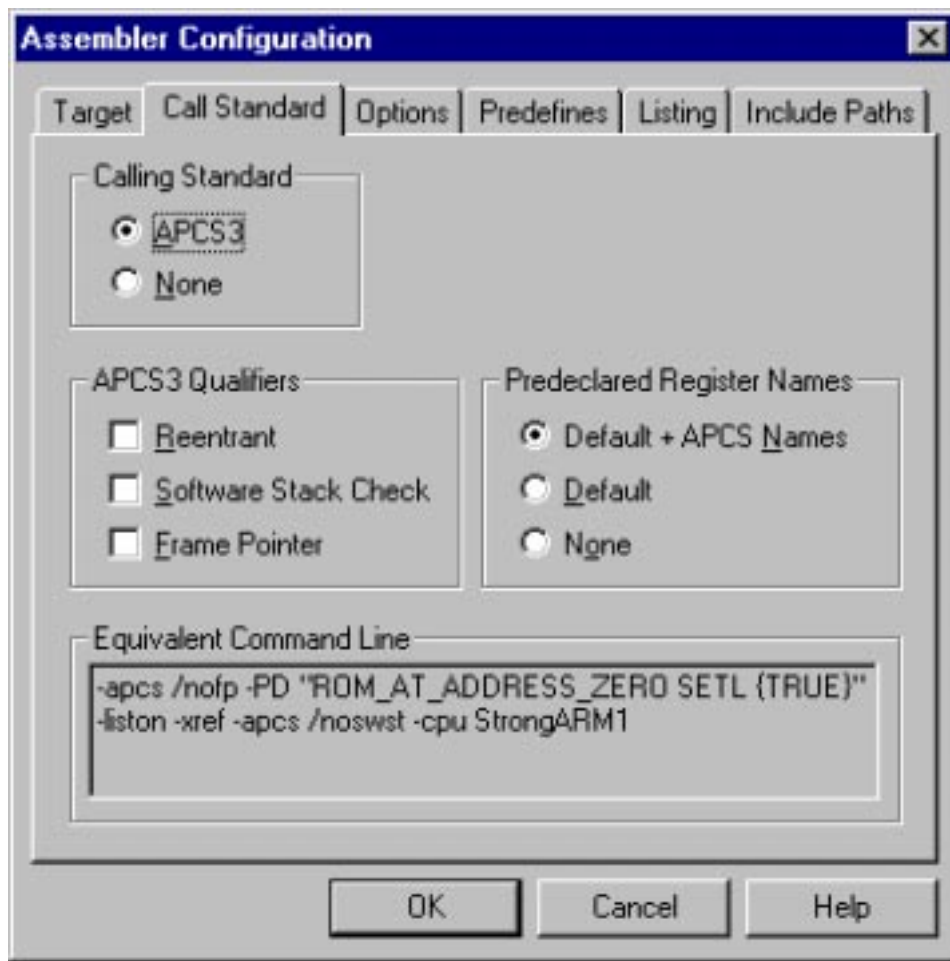 Assembler Configuration
Target
Call Standard
Options
Predefines
Listing
Include Paths
Calling Standard
APCS3
None
APCS3 Qualifiers
Reentrant
Software Stack Check
Frame Pointer
Predeclared Register Names
Default + APCS Names
Default
None
Equivalent Command Line
-apcs /nofp -PD "ROM_AT_ADDRESS_ZERO SETL {TRUE}"
-liston -xref -apcs /noswst -cpu StrongARM1
OK
Cancel
Help